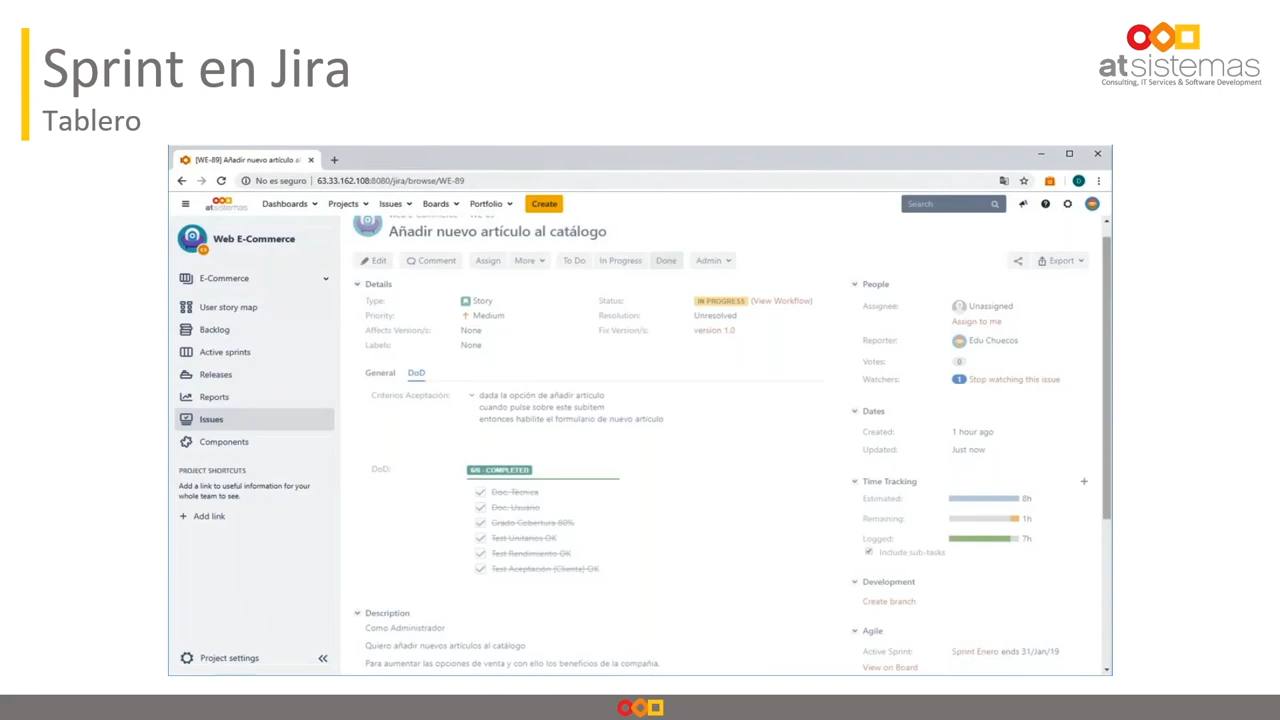 Sprint en Jira
Tablero
atsistemas
Consulting, IT Services & Software Development
[WE-89] Añadir nuevo artículo al
No es seguro | 63.33.162.108:8080/jira/browse/WE-89
atsistemas Dashboards Projects Issues Boards Portfolio Create Search
Web E-Commerce
E-Commerce
User story map
Backlog
Active sprints
Releases
Reports
Issues
Components
PROJECT SHORTCUTS
Add a link to useful information for your
whole team to see.
+ Add link
Project settings
Añadir nuevo artículo al catálogo
Edit Comment Assign More To Do In Progress Done Admin Export
Details
Type: Story Status: IN PROGRESS (View Workflow)
Priority: Medium Resolution: Unresolved
Affects Version/s: None Fix Version/s: version 1.0
Labels: None
General DoD
Criterios Aceptación: dada la opción de añadir artículo
cuando pulse sobre este subitem
entonces habilite el formulario de nuevo artículo
DoD: 6/6 - COMPLETED
Doc. Técnica
Doc. Usuario
Grado Cobertura 80%
Test Unitarios OK
Test Rendimiento OK
Test Aceptación (Cliente) OK
Description
Como Administrador
Quiero añadir nuevos artículos al catálogo
Para aumentar las opciones de venta y con ello los beneficios de la compañia.
People
Assignee: Unassigned
Assign to me
Reporter: Edu Chuecos
Votes: 0
Watchers: 1 Stop watching this issue
Dates
Created: 1 hour ago
Updated: Just now
Time Tracking
Estimated: 8h
Remaining: 1h
Logged: 7h
Include sub-tasks
Development
Create branch
Agile
Active Sprint: Sprint Enero ends 31/Jan/19
View on Board